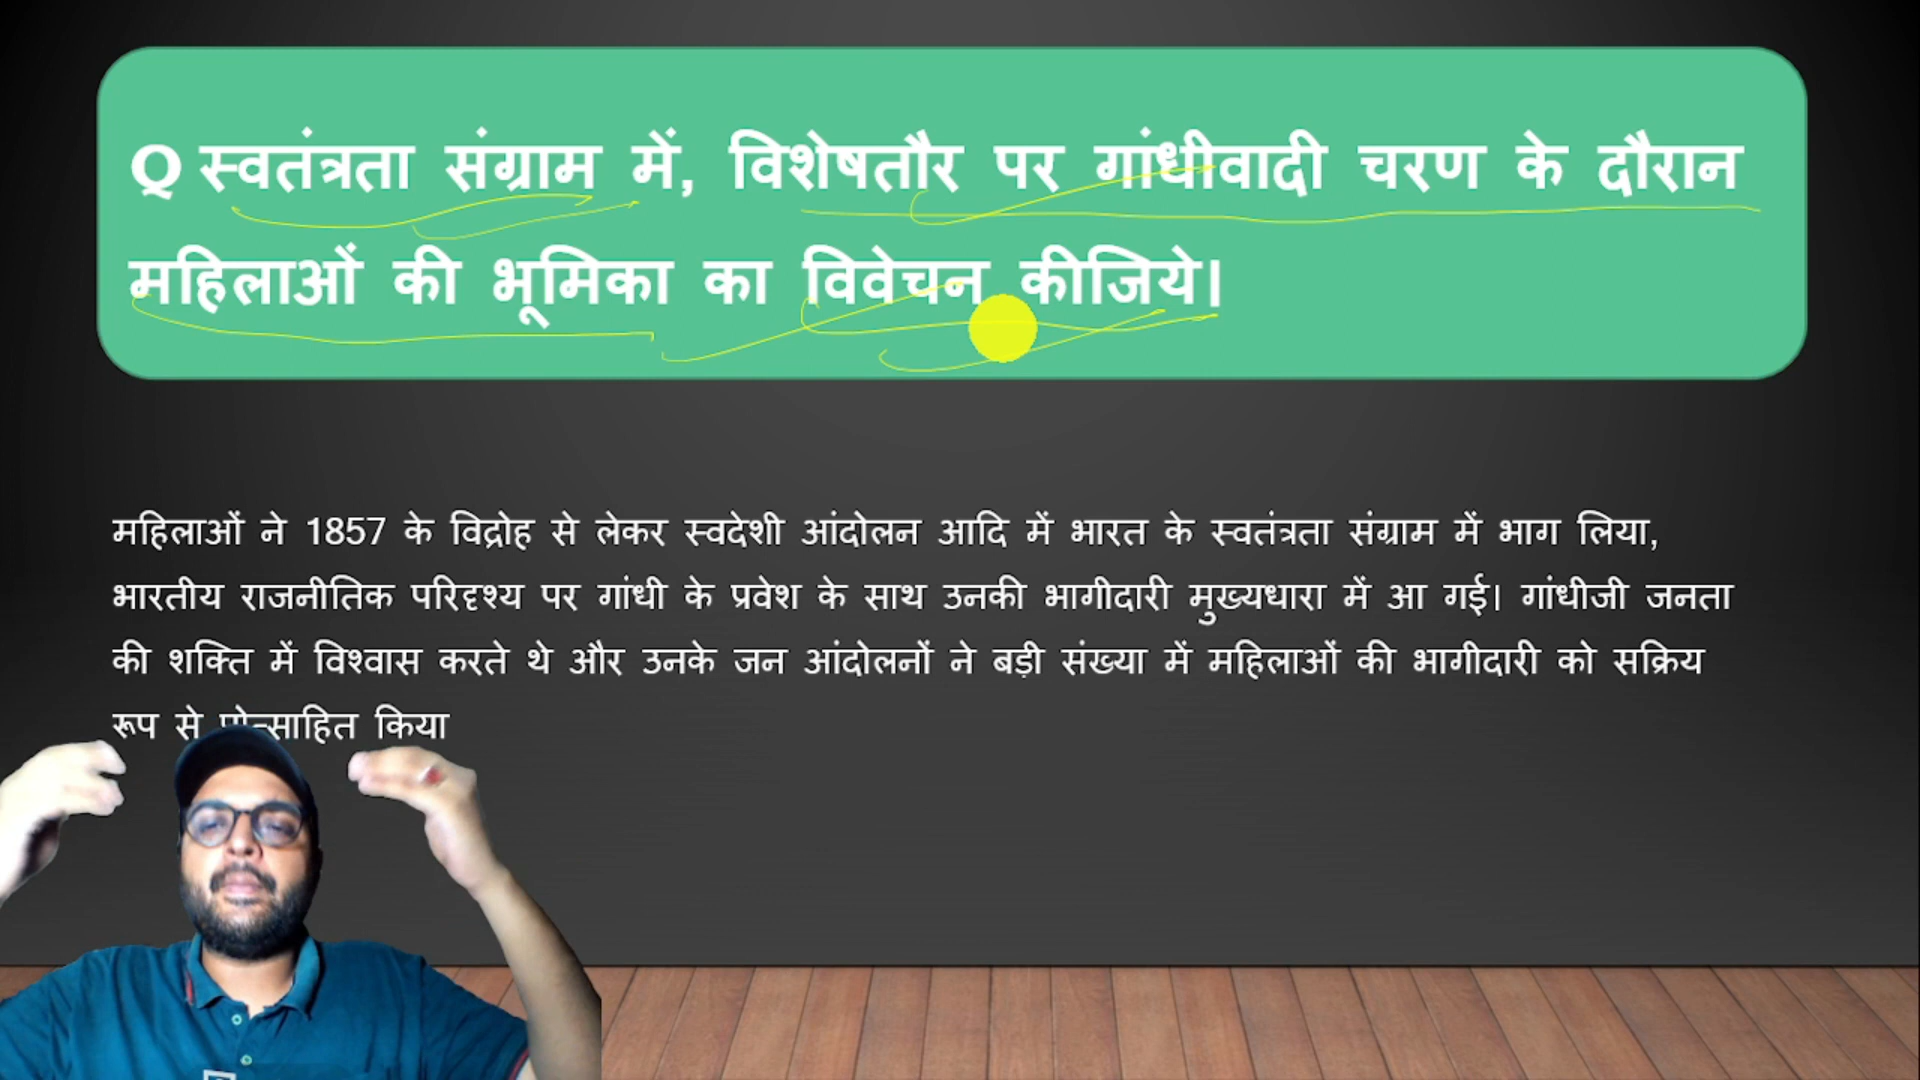 Q स्वतंत्रता संग्राम में, विशेषतौर पर गांधीवादी चरण के दौरान
महिलाओं की भूमिका का विवेचन कीजिये।
महिलाओं ने 1857 के विद्रोह से लेकर स्वदेशी आंदोलन आदि में भारत के स्वतंत्रता संग्राम में भाग लिया,
भारतीय राजनीतिक परिदृश्य पर गांधी के प्रवेश के साथ उनकी भागीदारी मुख्यधारा में आ गई। गांधीजी जनता
की शक्ति में विश्वास करते थे और उनके जन आंदोलनों ने बड़ी संख्या में महिलाओं की भागीदारी को सक्रिय
रूप से प्रोत्साहित किया